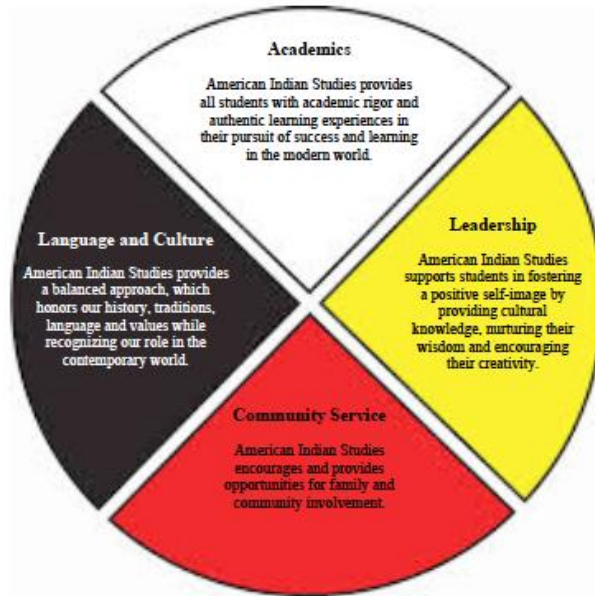 Academics
American Indian Studies provides
all students with academic rigor and
authentic learning experiences in
their pursuit of success and learning
in the modern world.
Leadership
American Indian Studies
supports students in fostering
a positive self-image by
providing cultural
knowledge, nurturing their
wisdom and encouraging
their creativity.
Language and Culture
American Indian Studies provides
a balanced approach, which
honors our history, traditions,
language and values while
recognizing our role in the
contemporary world.
Community Service
American Indian Studies
encourages and provides
opportunities for family and
community involvement.